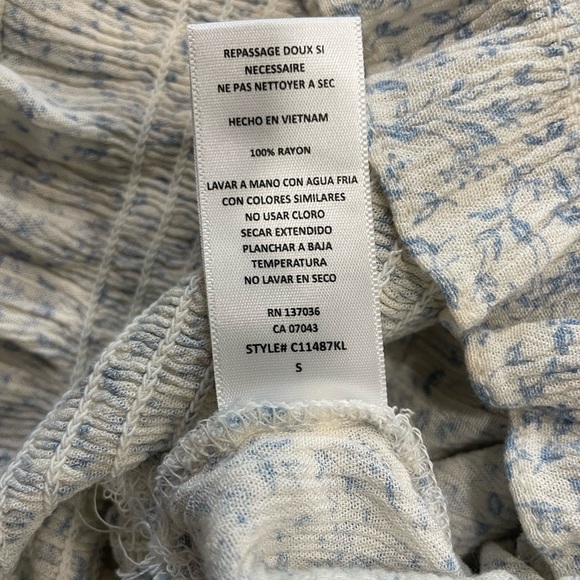 REPASSAGE DOUX SI
NECESSAIRE
NE PAS NETTOYER A SEC
HECHO EN VIETNAM
100% RAYON
LAVAR A MANO CON AGUA FRIA
CON COLORES SIMILARES
NO USAR CLORO
SECAR EXTENDIDO
PLANCHAR A BAJA
TEMPERATURA
NO LAVAR EN SECO
RN 137036
CA 07043
STYLE# C11487KL
S